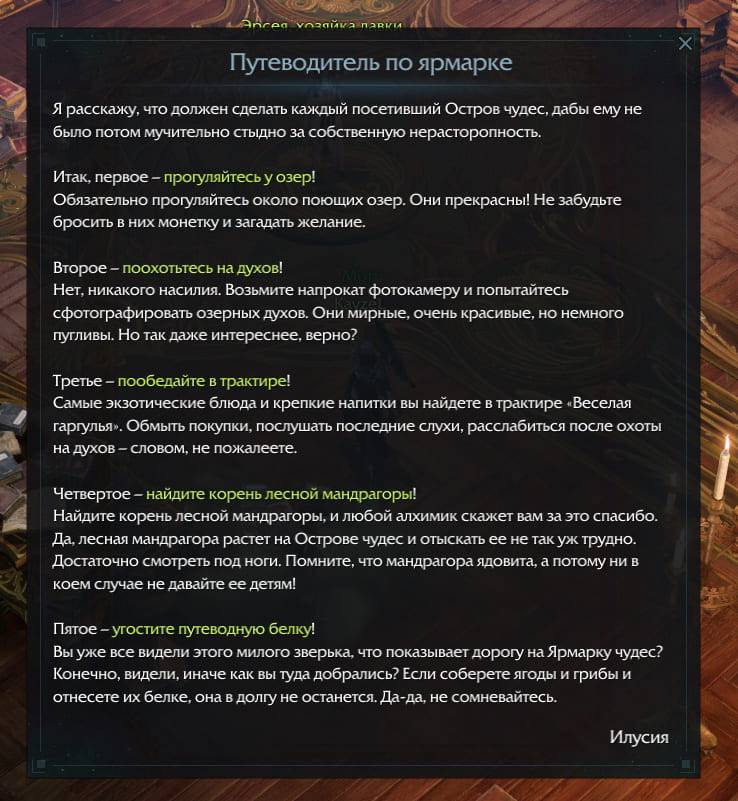 Эрсея, хозяйка лавки
Путеводитель по ярмарке
Я расскажу, что должен сделать каждый посетивший Остров чудес, дабы ему не
было потом мучительно стыдно за собственную нерасторопность.
Итак, первое – прогуляйтесь у озер!
Обязательно прогуляйтесь около поющих озер. Они прекрасны! Не забудьте
бросить в них монетку и загадать желание.
Второе – поохотьтесь на духов!
Нет, никакого насилия. Возьмите напрокат фотокамеру и попытайтесь
сфотографировать озерных духов. Они мирные, очень красивые, но немного
пугливы. Но так даже интереснее, верно?
Третье – пообедайте в трактире!
Самые экзотические блюда и крепкие напитки вы найдете в трактире «Веселая
гаргулья». Обмыть покупки, послушать последние слухи, расслабиться после охоты
на духов – словом, не пожалеете.
Четвертое – найдите корень лесной мандрагоры!
Найдите корень лесной мандрагоры, и любой алхимик скажет вам за это спасибо.
Да, лесная мандрагора растет на Острове чудес и отыскать ее не так уж трудно.
Достаточно смотреть под ноги. Помните, что мандрагора ядовита, а потому ни в
коем случае не давайте ее детям!
Пятое – угостите путеводную белку!
Вы уже все видели этого милого зверька, что показывает дорогу на Ярмарку чудес?
Конечно, видели, иначе как вы туда добрались? Если соберете ягоды и грибы и
отнесете их белке, она в долгу не останется. Да-да, не сомневайтесь.
Илусия